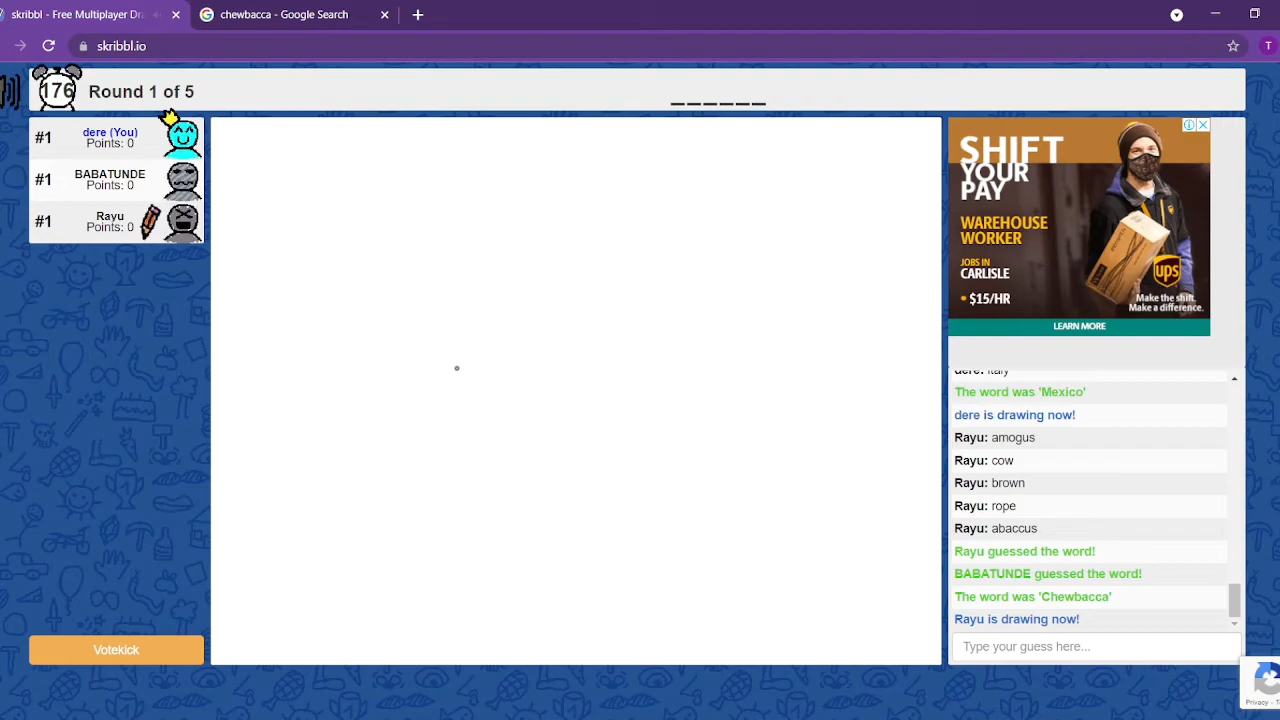 skribbl - Free Multiplayer Dr
chewbacca - Google Search
skribbl.io
T
176
Round 1 of 5
_ _ _ _ _ _
#1
dere (You)
Points: 0
#1
BABATUNDE
Points: 0
#1
Rayu
Points: 0
Votekick
SHIFT
YOUR
PAY
WAREHOUSE
WORKER
JOBS IN
CARLISLE
• $15/HR
ups
Make the shift.
Make a difference.
LEARN MORE
dere: italy
The word was 'Mexico'
dere is drawing now!
Rayu: amogus
Rayu: cow
Rayu: brown
Rayu: rope
Rayu: abaccus
Rayu guessed the word!
BABATUNDE guessed the word!
The word was 'Chewbacca'
Rayu is drawing now!
Type your guess here...
Privacy - T